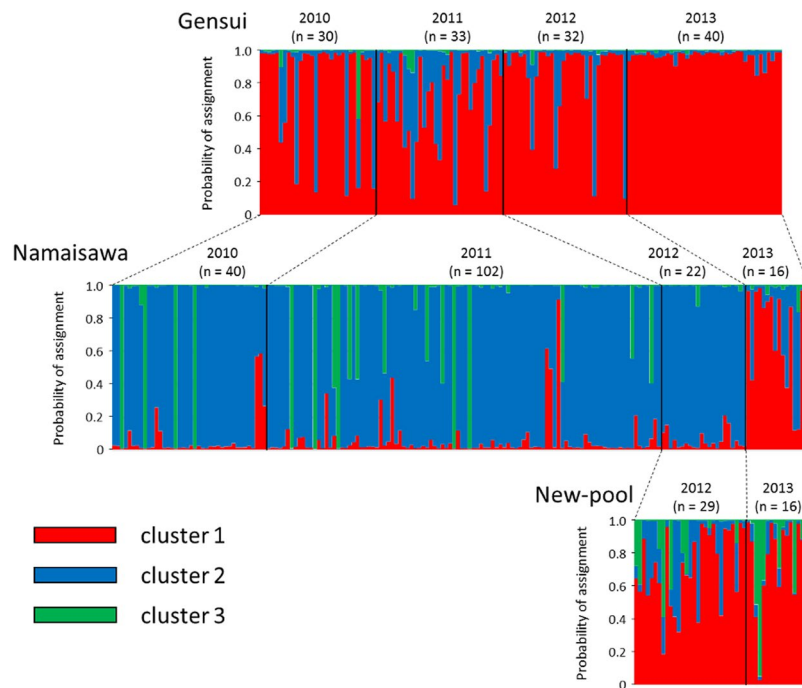 Gensui
2010
(n = 30)
2011
(n = 33)
2012
(n = 32)
2013
(n = 40)
Probability of assignment
1.0
0.8
0.6
0.4
0.2
0
Namaisawa
2010
(n = 40)
2011
(n = 102)
2012
(n = 22)
2013
(n = 16)
Probability of assignment
1.0
0.8
0.6
0.4
0.2
0
New-pool
2012
(n = 29)
2013
(n = 16)
Probability of assignment
1.0
0.8
0.6
0.4
0.2
0
cluster 1
cluster 2
cluster 3